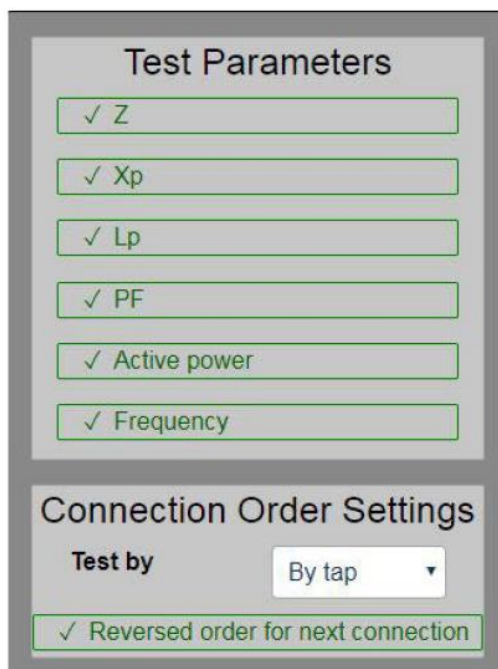 Test Parameters
✓ Z
✓ Xp
✓ Lp
✓ PF
✓ Active power
✓ Frequency
Connection Order Settings
Test by By tap
✓ Reversed order for next connection